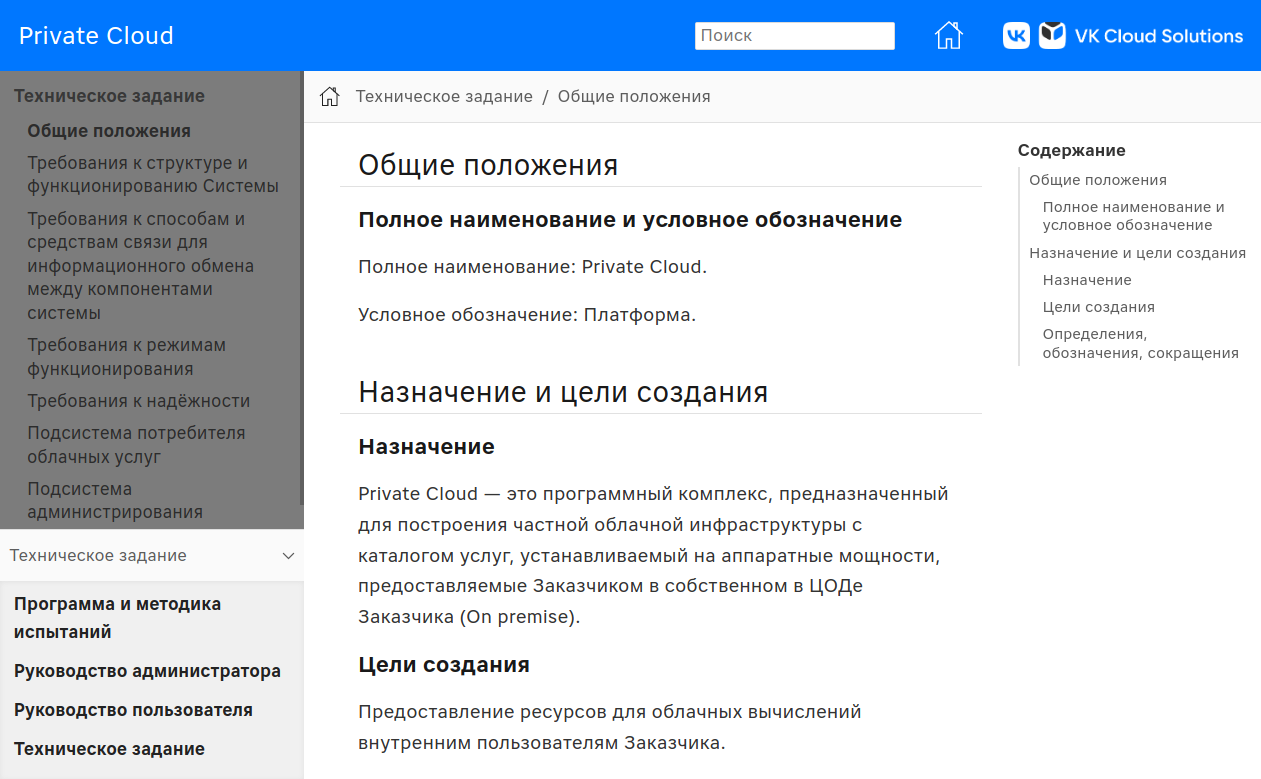 Private Cloud
Поиск
VK Cloud Solutions
Техническое задание
Общие положения
Требования к структуре и
функционированию Системы
Требования к способам и
средствам связи для
информационного обмена
между компонентами
системы
Требования к режимам
функционирования
Требования к надёжности
Подсистема потребителя
облачных услуг
Подсистема
администрирования
Техническое задание
Программа и методика
испытаний
Руководство администратора
Руководство пользователя
Техническое задание
Техническое задание / Общие положения
Общие положения
Полное наименование и условное обозначение
Полное наименование: Private Cloud.
Условное обозначение: Платформа.
Назначение и цели создания
Назначение
Private Cloud — это программный комплекс, предназначенный
для построения частной облачной инфраструктуры с
каталогом услуг, устанавливаемый на аппаратные мощности,
предоставляемые Заказчиком в собственном в ЦОДе
Заказчика (On premise).
Цели создания
Предоставление ресурсов для облачных вычислений
внутренним пользователям Заказчика.
Содержание
Общие положения
Полное наименование и
условное обозначение
Назначение и цели создания
Назначение
Цели создания
Определения,
обозначения, сокращения